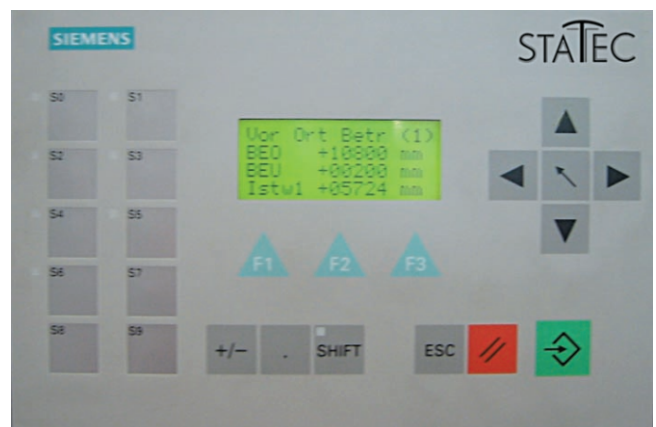 SIEMENS
STATEC
S0 S1
Vor Ort Betr (1)
BEO +10800 mm
BEU +00200 mm
Istw1 +05724 mm
S2 S3
S4 S5
F1 F2 F3
S6 S7
S8 S9
+/- . SHIFT ESC